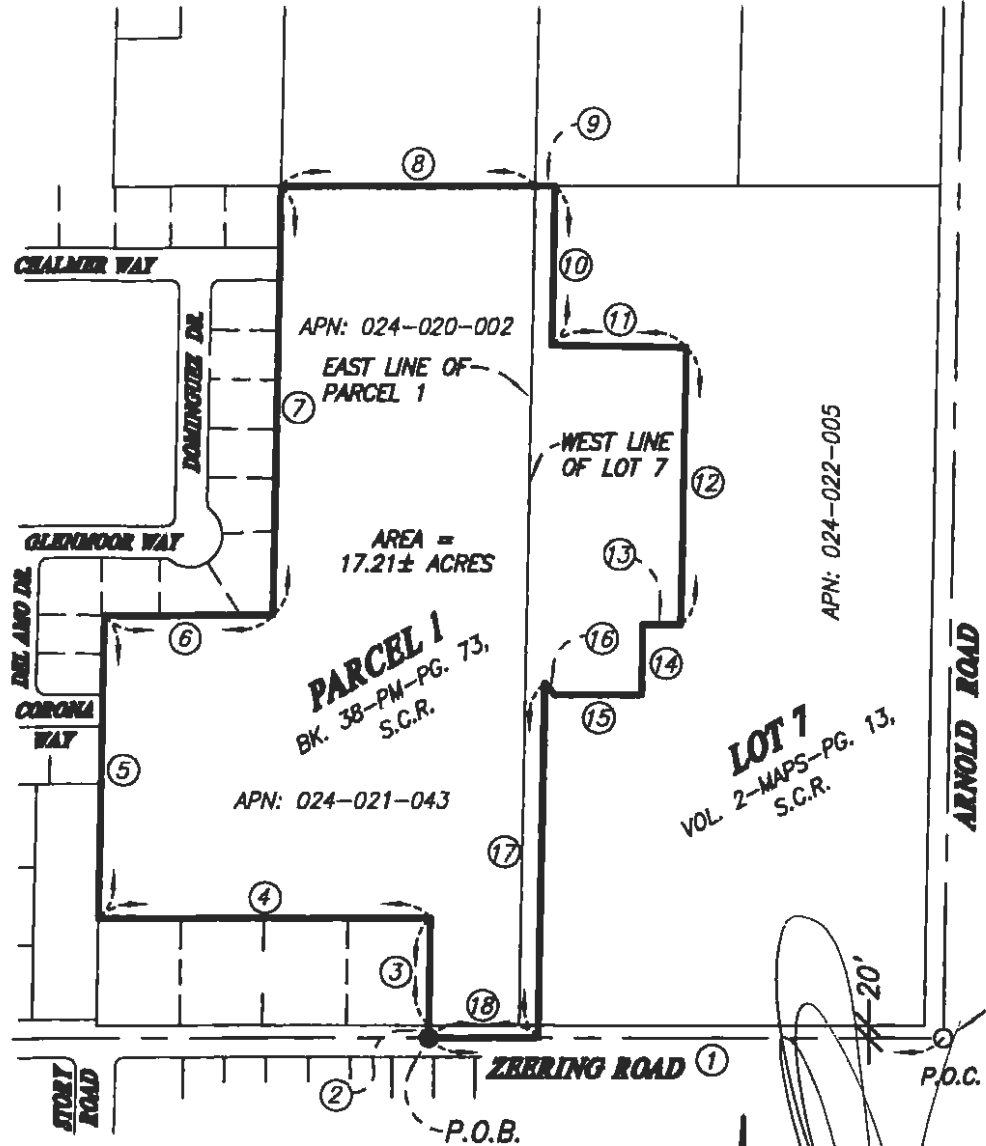 9
8
CHALMER WAY
10
APN: 024-020-002
11
EAST LINE OF
PARCEL 1
DOMINGUEZ DR.
7
WEST LINE
OF LOT 7
12
APN: 024-022-005
GLENMOOR WAY
AREA =
17.21± ACRES
13
DEL AMO DR.
6
PARCEL 1
BK. 38-PM-PG. 73,
S.C.R.
16
14
15
CORONA
WAY
LOT 7
VOL. 2-MAPS-PG. 13,
S.C.R.
ARNOLD ROAD
5
APN: 024-021-043
17
4
3
18
20'
ZEERING ROAD
1
STORY
ROAD
2
P.O.C.
P.O.B.